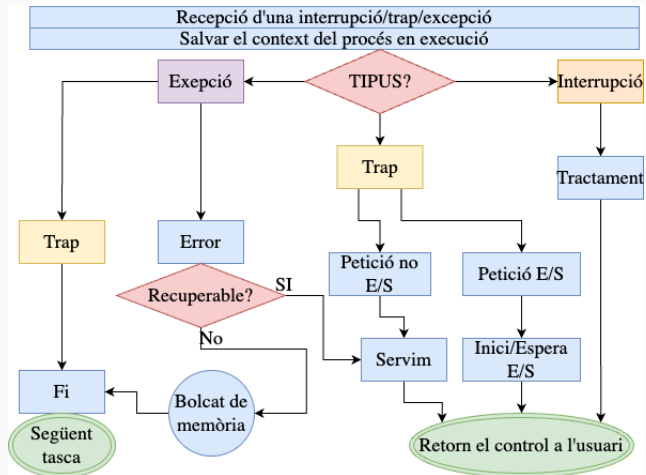 Recepció d'una interrupció/trap/excepció
Salvar el context del procés en execució
Exepció
TIPUS?
Interrupció
Trap
Tractament
Trap
Error
Petició no
E/S
Petició E/S
Recuperable?
SI
No
Servim
Inici/Espera
E/S
Fi
Bolcat de
memòria
Següent
tasca
Retorn el control a l'usuari